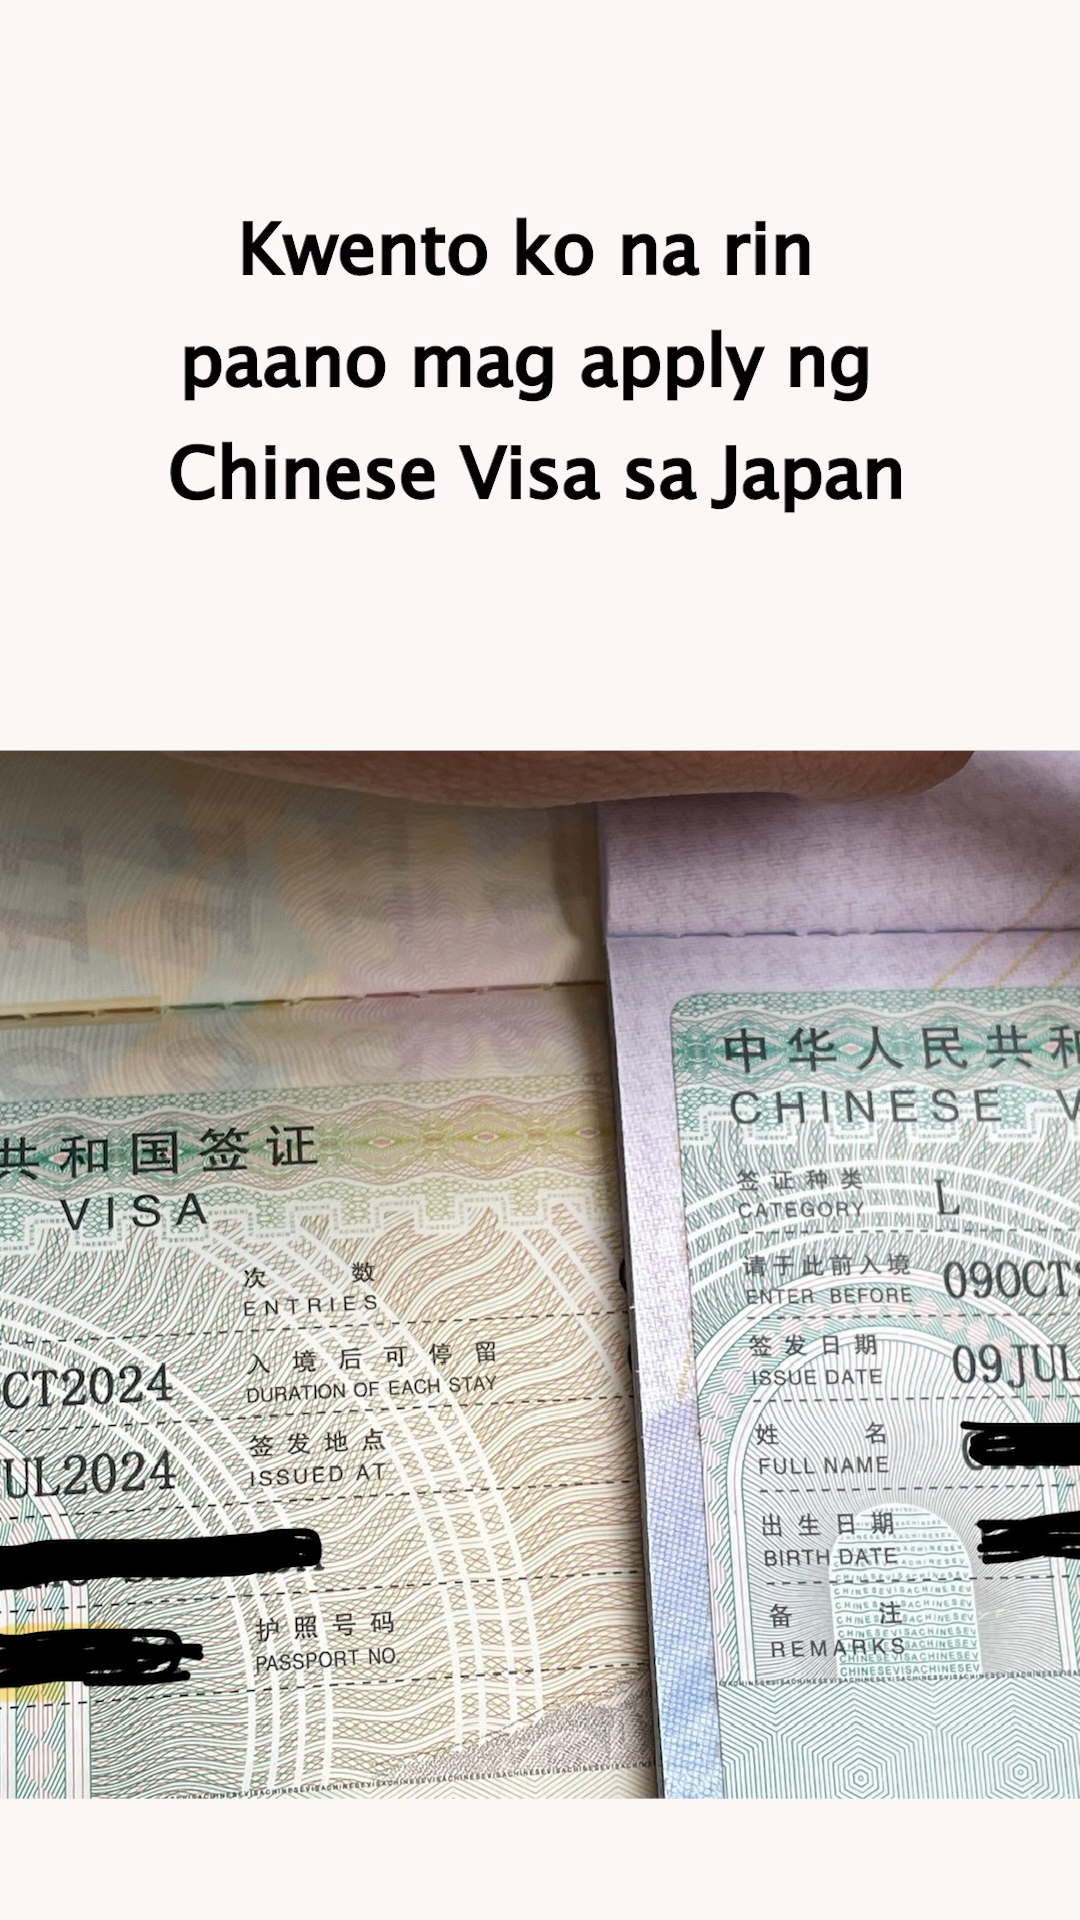 Kwento ko na rin
paano mag apply ng
Chinese Visa sa Japan
共和国签证
VISA
次 数
ENTRIES
CT2024
入境后可停留
DURATION OF EACH STAY
UL2024
签发地点
ISSUED AT
护照号码
PASSPORT NO.
中华人民共和
CHINESE V
签证种类
CATEGORY
L
请于此前入境
ENTER BEFORE
09OCT
签发日期
ISSUE DATE
09JUL
姓 名
FULL NAME
出生日期
BIRTH DATE
备 注
REMARKS